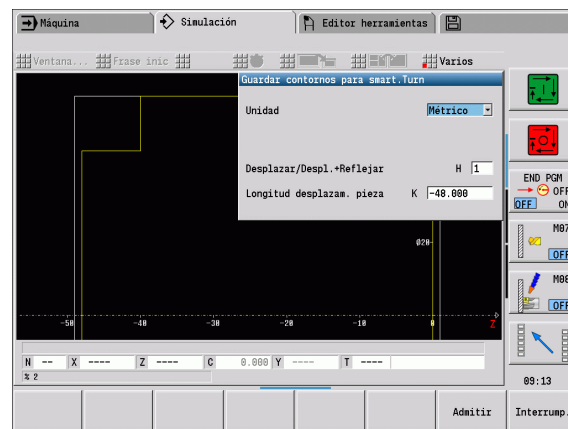 Máquina
Simulación
Editor herramientas
Ventana...
Frase inic
Varios
Guardar contornos para smart.Turn
Unidad
Métrico
Desplazar/Despl.+Reflejar H 1
Longitud desplazam. pieza K -48.000
END PGM
OFF
OFF ON
M07
OFF
M08
OFF
Ø20
-50 -40 -30 -20 -10 0 Z
N -- X ---- Z ---- C 0.000 Y ---- T ----
% 2
09:13
Admitir
Interrump.